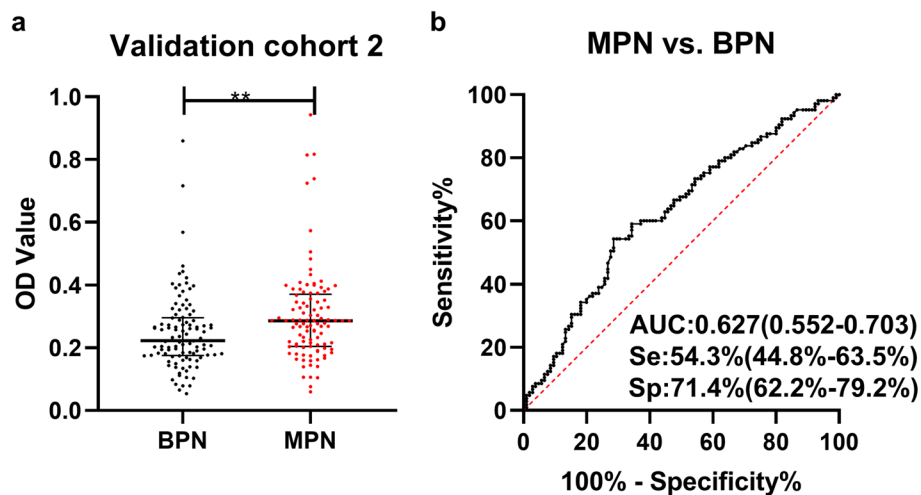 a
Validation cohort 2
**
OD Value
1.0
0.8
0.6
0.4
0.2
0.0
BPN MPN
b
MPN vs. BPN
Sensitivity%
100
80
60
40
20
0
AUC:0.627(0.552-0.703)
Se:54.3%(44.8%-63.5%)
Sp:71.4%(62.2%-79.2%)
0 20 40 60 80 100
100% - Specificity%